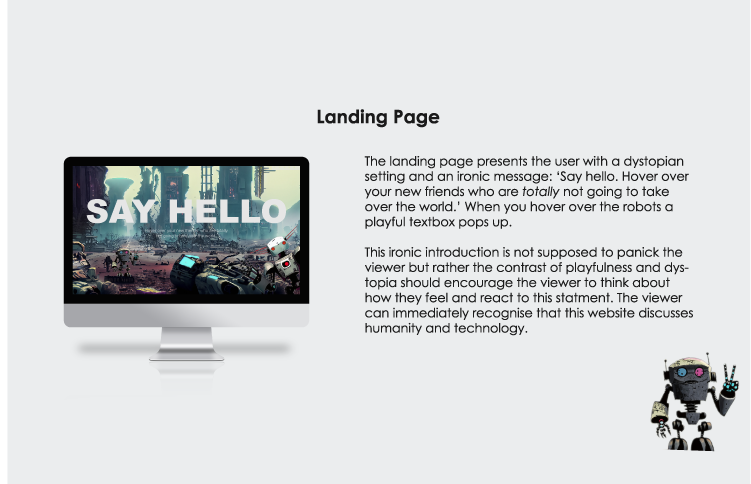 Landing Page
SAY HELLO
The landing page presents the user with a dystopian
setting and an ironic message: ‘Say hello. Hover over
your new friends who are totally not going to take
over the world.’ When you hover over the robots a
playful textbox pops up.
This ironic introduction is not supposed to panick the
viewer but rather the contrast of playfulness and dys-
topia should encourage the viewer to think about
how they feel and react to this statment. The viewer
can immediately recognise that this website discusses
humanity and technology.